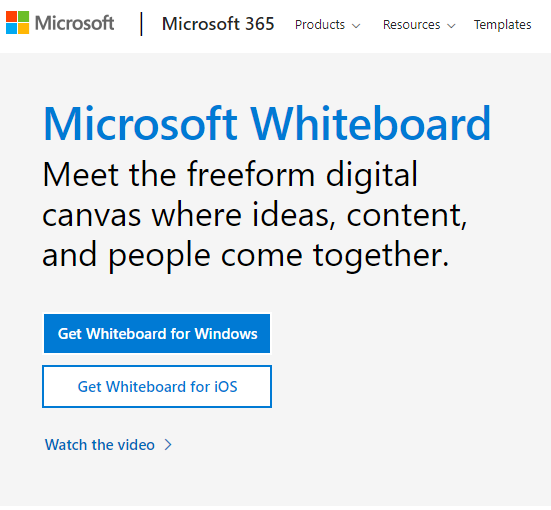 Microsoft | Microsoft 365 Products Resources Templates
Microsoft Whiteboard
Meet the freeform digital
canvas where ideas, content,
and people come together.
Get Whiteboard for Windows
Get Whiteboard for iOS
Watch the video